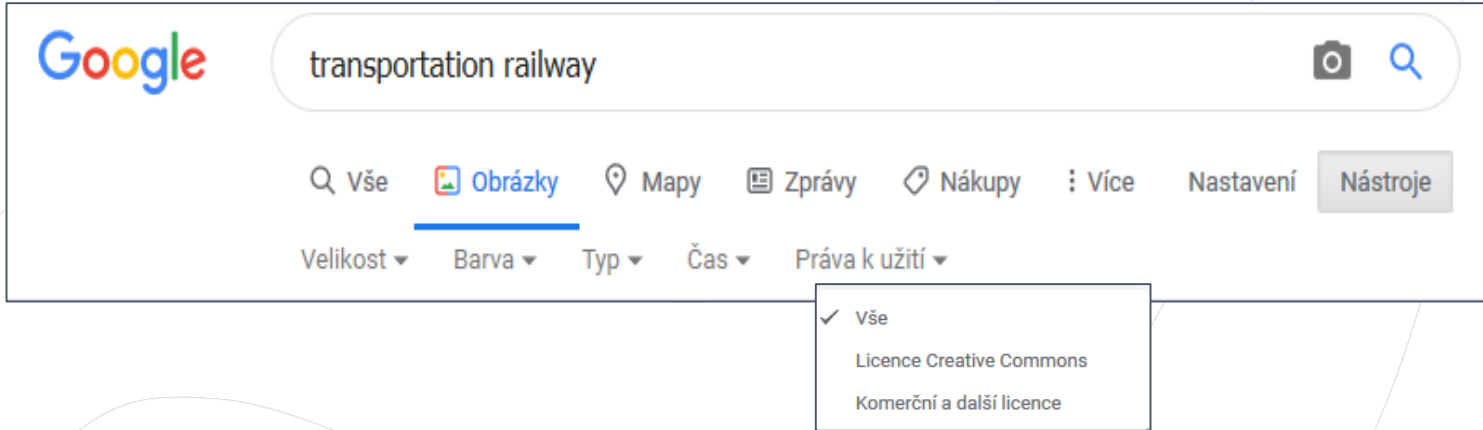 Google transportation railway
Vše Obrázky Mapy Zprávy Nákupy Více Nastavení Nástroje
Velikost Barva Typ Čas Práva k užití
Vše
Licence Creative Commons
Komerční a další licence